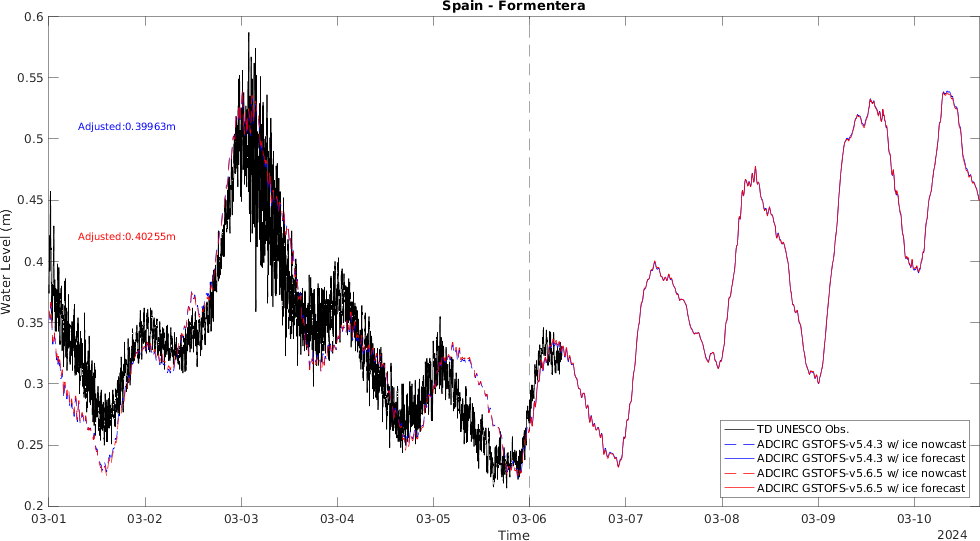 Spain - Formentera
0.6
0.55
0.5
0.45
0.4
0.35
0.3
0.25
0.2
Water Level (m)
Adjusted:0.39963m
Adjusted:0.40255m
TD UNESCO Obs.
ADCIRC GSTOFS-v5.4.3 w/ ice nowcast
ADCIRC GSTOFS-v5.4.3 w/ ice forecast
ADCIRC GSTOFS-v5.6.5 w/ ice nowcast
ADCIRC GSTOFS-v5.6.5 w/ ice forecast
03-01 03-02 03-03 03-04 03-05 03-06 03-07 03-08 03-09 03-10
Time
2024